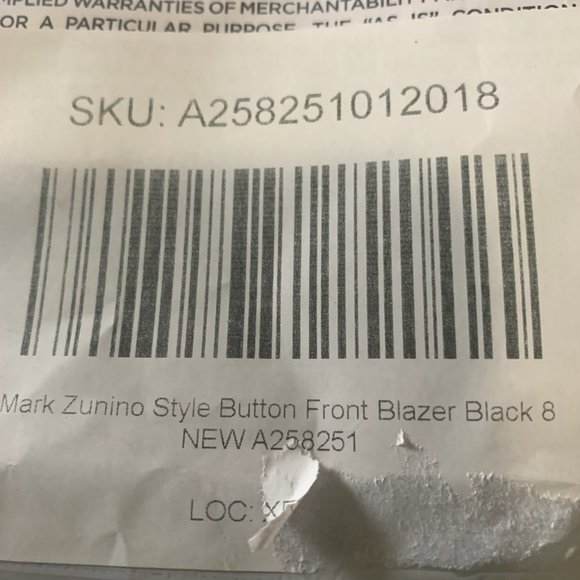 WARRANTIES OF MERCHANTABILI
OR A PARTICULAR PURPOSE. THE "AS IS" CONDITION
SKU: A258251012018
Mark Zunino Style Button Front Blazer Black 8
NEW A258251
LOC: